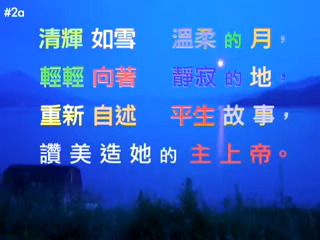 #2a
清輝如雪 溫柔的月，
輕輕向著 靜寂的地，
重新自述 平生故事，
讚美造她的主上帝。